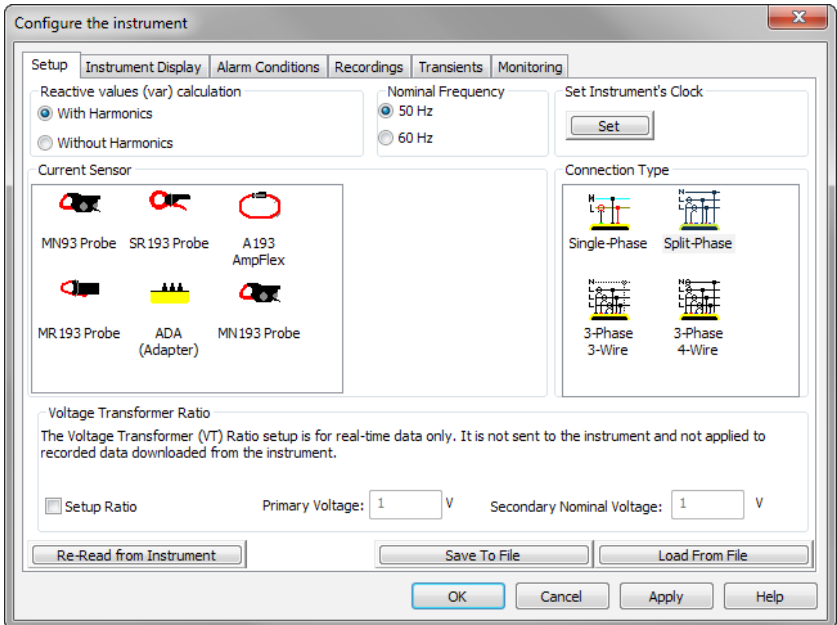 Configure the instrument
Setup
Instrument Display
Alarm Conditions
Recordings
Transients
Monitoring
Reactive values (var) calculation
With Harmonics
Without Harmonics
Nominal Frequency
50 Hz
60 Hz
Set Instrument's Clock
Set
Current Sensor
MN93 Probe
SR193 Probe
A193
AmpFlex
MR193 Probe
ADA
(Adapter)
MN193 Probe
Connection Type
Single-Phase
Split-Phase
3-Phase
3-Wire
3-Phase
4-Wire
Voltage Transformer Ratio
The Voltage Transformer (VT) Ratio setup is for real-time data only. It is not sent to the instrument and not applied to
recorded data downloaded from the instrument.
Setup Ratio
Primary Voltage: 1 V
Secondary Nominal Voltage: 1 V
Re-Read from Instrument
Save To File
Load From File
OK
Cancel
Apply
Help